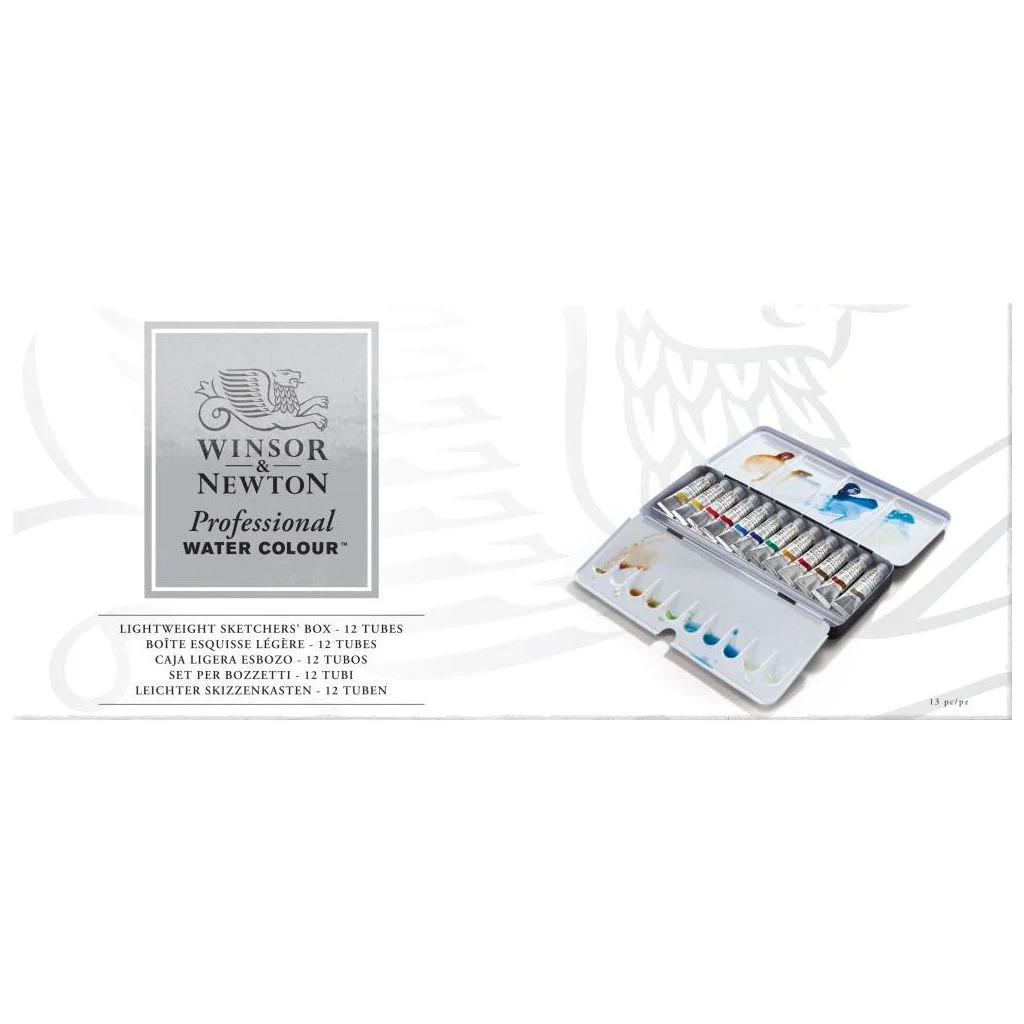 WINSOR
&
NEWTON
Professional
WATER COLOUR™
LIGHTWEIGHT SKETCHERS' BOX - 12 TUBES
BOÎTE ESQUISSE LÉGÈRE - 12 TUBES
CAJA LIGERA ESBOZO - 12 TUBOS
SET PER BOZZETTI - 12 TUBI
LEICHTER SKIZZENKASTEN - 12 TUBEN
13 pc/pz